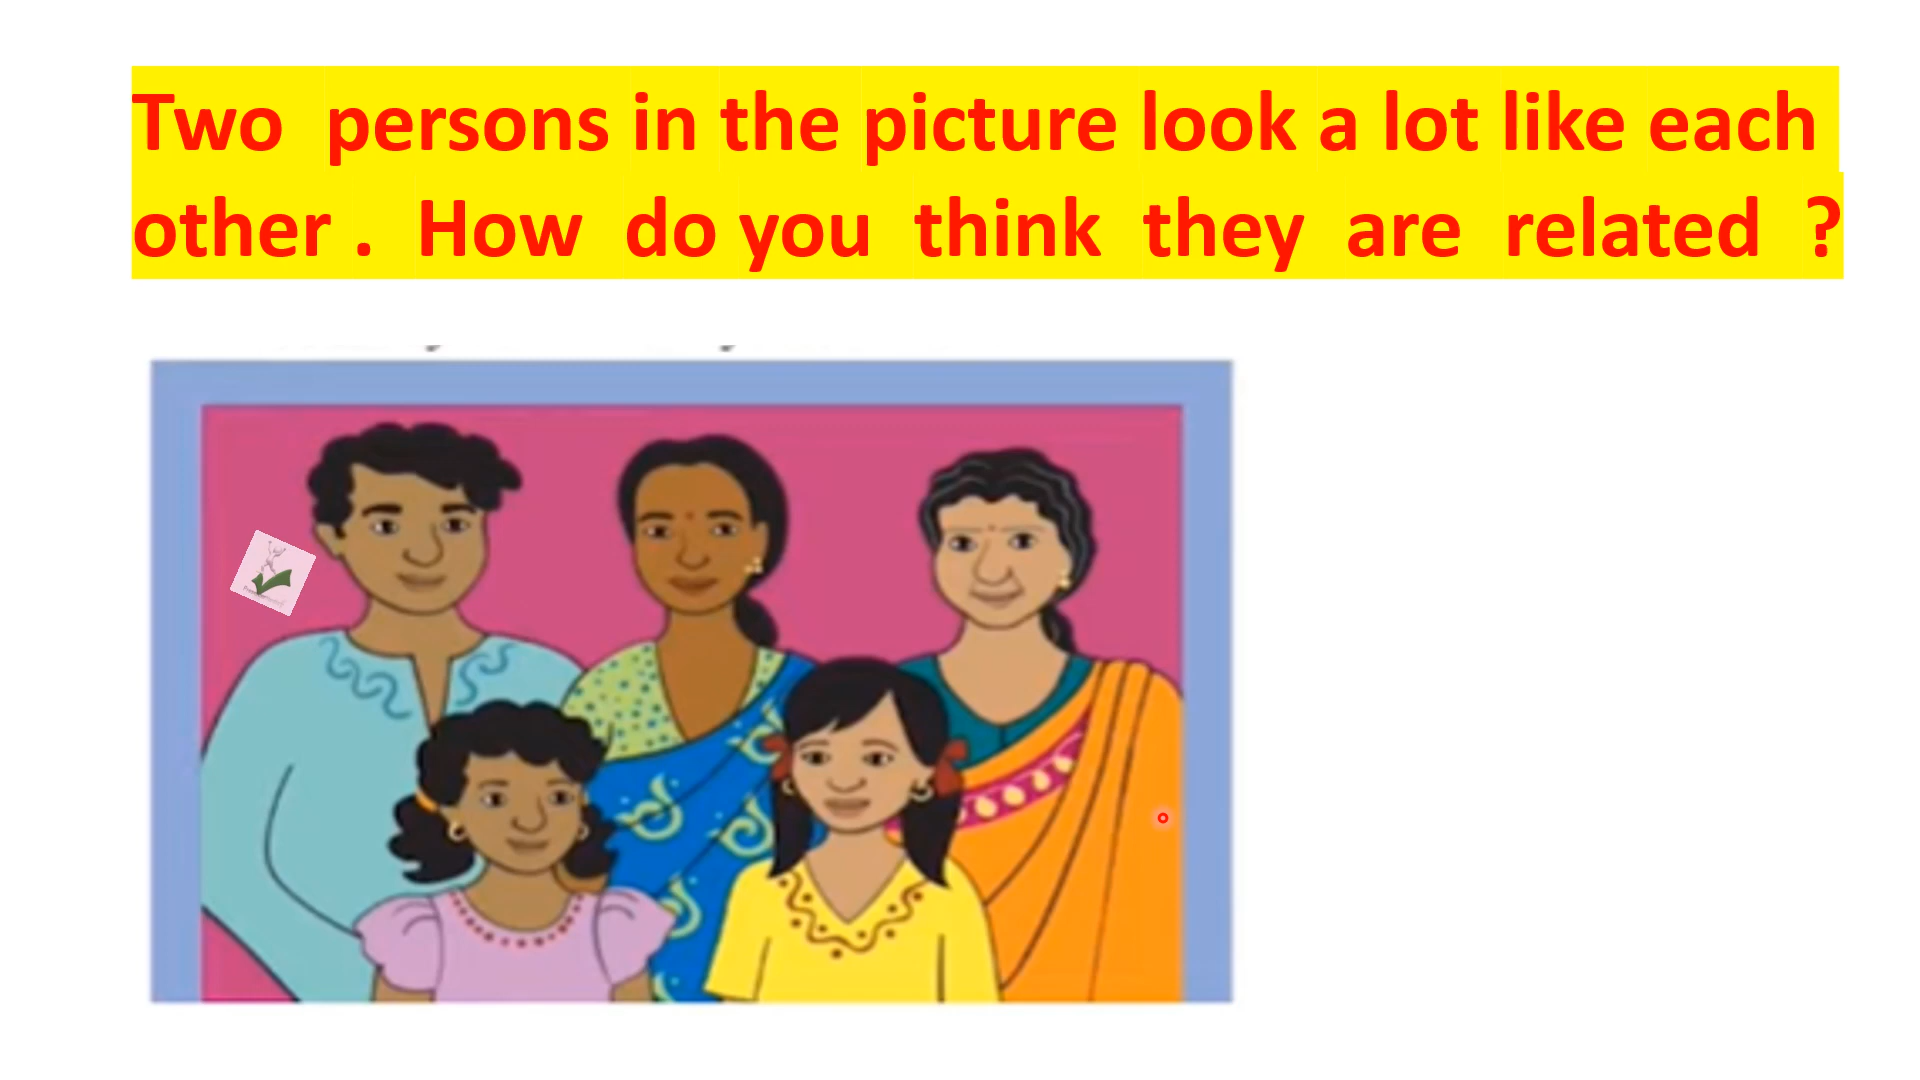 Two persons in the picture look a lot like each
other . How do you think they are related ?